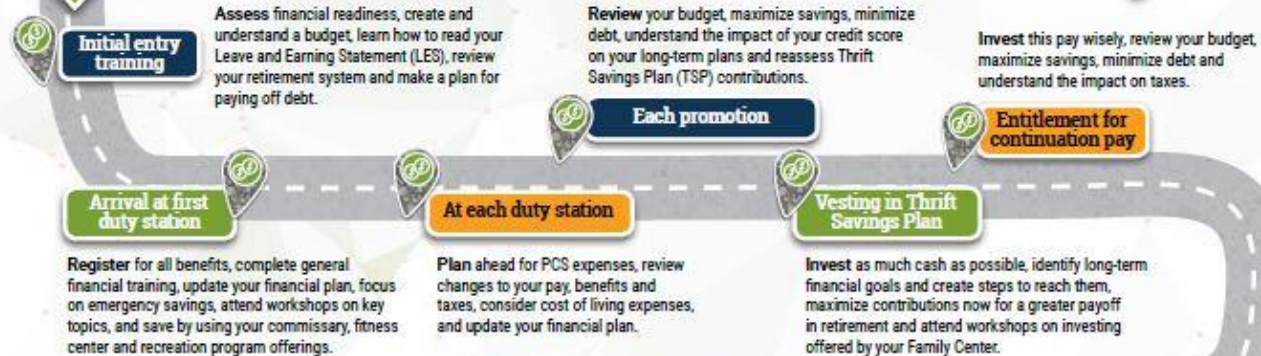 Initial entry
training
Assess financial readiness, create and
understand a budget, learn how to read your
Leave and Earning Statement (LES), review
your retirement system and make a plan for
paying off debt.
Review your budget, maximize savings, minimize
debt, understand the impact of your credit score
on your long-term plans and reassess Thrift
Savings Plan (TSP) contributions.
Each promotion
Invest this pay wisely, review your budget,
maximize savings, minimize debt and
understand the impact on taxes.
Entitlement for
continuation pay
Arrival at first
duty station
Register for all benefits, complete general
financial training, update your financial plan, focus
on emergency savings, attend workshops on key
topics, and save by using your commissary, fitness
center and recreation program offerings.
At each duty station
Plan ahead for PCS expenses, review
changes to your pay, benefits and
taxes, consider cost of living expenses,
and update your financial plan.
Vesting in Thrift
Savings Plan
Invest as much cash as possible, identify long-term
financial goals and create steps to reach them,
maximize contributions now for a greater payoff
in retirement and attend workshops on investing
offered by your Family Center.